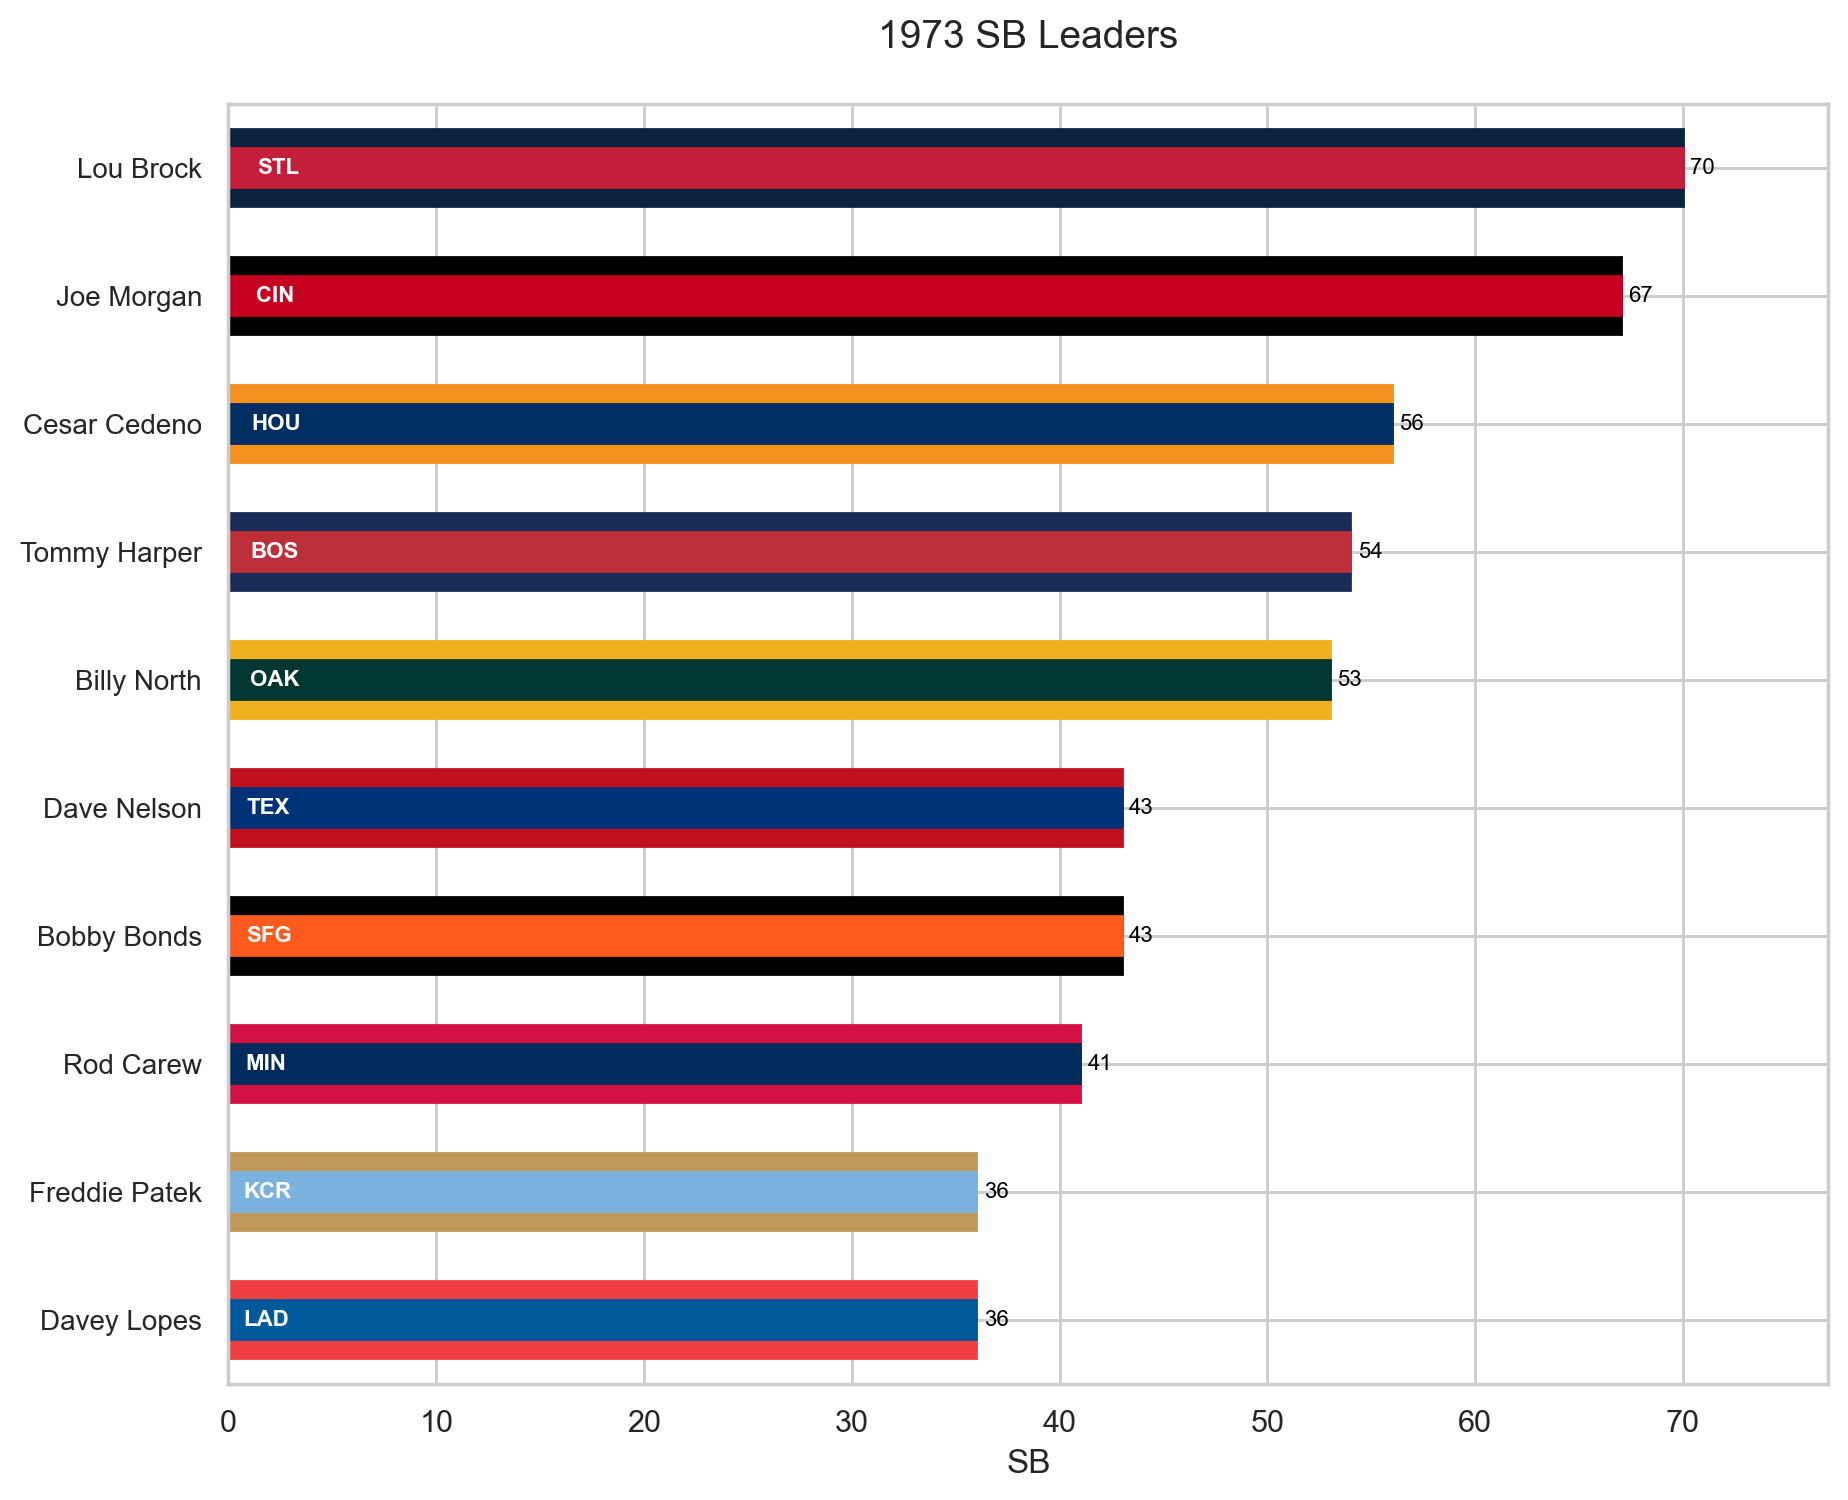 1973 SB Leaders
Lou Brock STL 70
Joe Morgan CIN 67
Cesar Cedeno HOU 56
Tommy Harper BOS 54
Billy North OAK 53
Dave Nelson TEX 43
Bobby Bonds SFG 43
Rod Carew MIN 41
Freddie Patek KCR 36
Davey Lopes LAD 36
0 10 20 30 40 50 60 70
SB